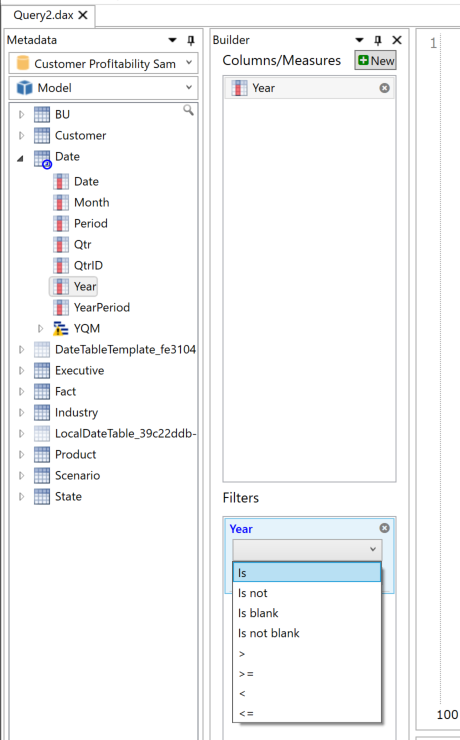 Query2.dax
Metadata
Customer Profitability Sam
Model
BU
Customer
Date
Date
Month
Period
Qtr
QtrID
Year
YearPeriod
YQM
DateTableTemplate_fe3104
Executive
Fact
Industry
LocalDateTable_39c22ddb-
Product
Scenario
State
Builder
Columns/Measures
New
Year
Filters
Year
Is
Is not
Is blank
Is not blank
>
>=
<
<=
1
100